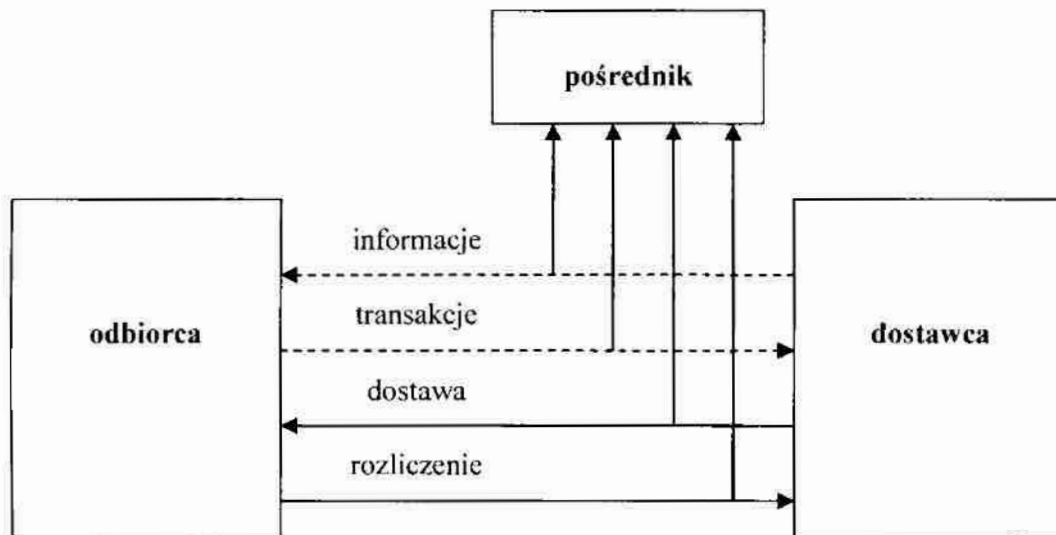 pośrednik
informacje
transakcje
odbiorca
dostawca
dostawa
rozliczenie